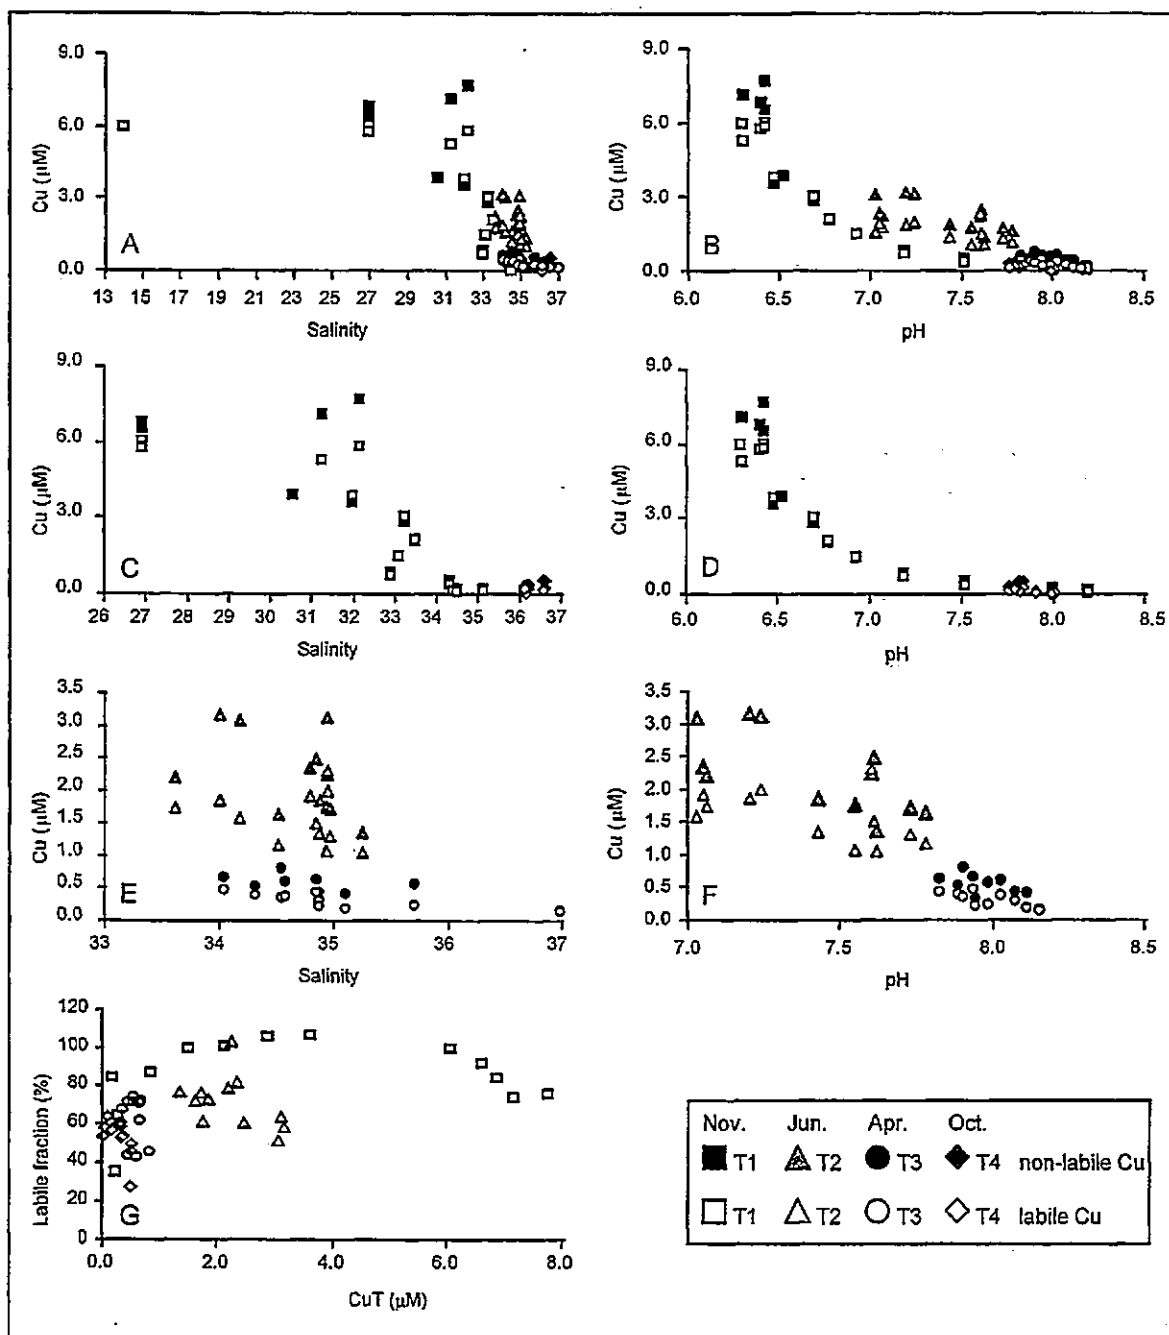 9.0
6.0
3.0
0.0
Cu (µM)
A
13 15 17 19 21 23 25 27 29 31 33 35 37
Salinity
9.0
6.0
3.0
0.0
Cu (µM)
B
6.0 6.5 7.0 7.5 8.0 8.5
pH
9.0
6.0
3.0
0.0
Cu (µM)
C
26 27 28 29 30 31 32 33 34 35 36 37
Salinity
9.0
6.0
3.0
0.0
Cu (µM)
D
6.0 6.5 7.0 7.5 8.0 8.5
pH
3.5
3.0
2.5
2.0
1.5
1.0
0.5
0.0
Cu (µM)
E
33 34 35 36 37
Salinity
3.5
3.0
2.5
2.0
1.5
1.0
0.5
0.0
Cu (µM)
F
7.0 7.5 8.0 8.5
pH
120
100
80
60
40
20
0
Labile fraction (%)
G
0.0 2.0 4.0 6.0 8.0
CuT (µM)
Nov. Jun. Apr. Oct.
T1 T2 T3 T4 non-labile Cu
T1 T2 T3 T4 labile Cu